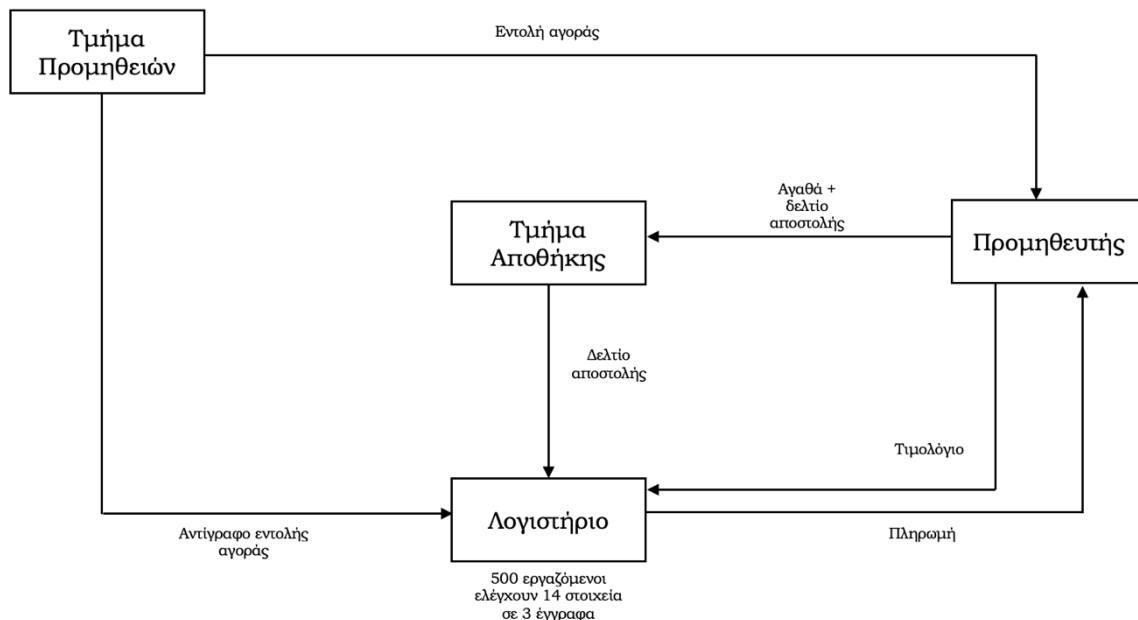 Τμήμα
Προμηθειών
Εντολή αγοράς
Αγαθά +
δελτίο
αποστολής
Τμήμα
Αποθήκης
Προμηθευτής
Δελτίο
αποστολής
Τιμολόγιο
Λογιστήριο
Αντίγραφο εντολής
αγοράς
Πληρωμή
500 εργαζόμενοι
ελέγχουν 14 στοιχεία
σε 3 έγγραφα